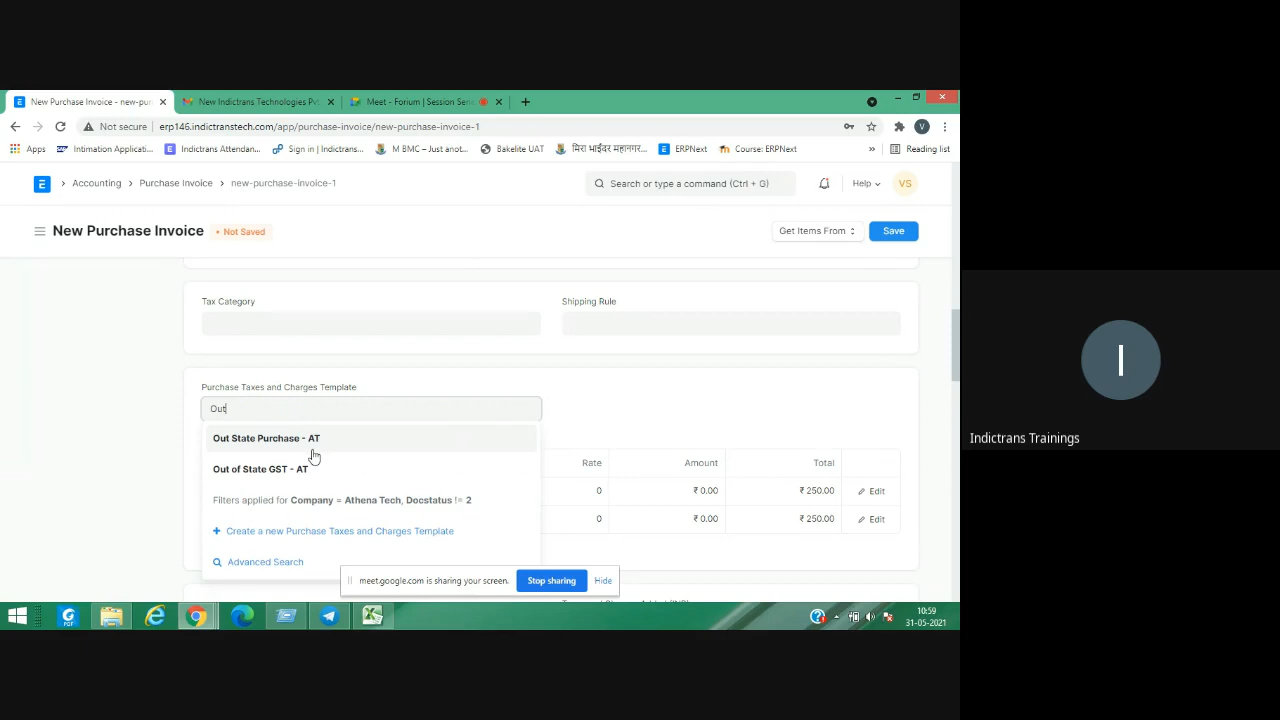 New Purchase Invoice - new-pur
New Indictrans Technologies Pvt.
Meet - Forium | Session Seri
Not secure
erp146.indictranstech.com/app/purchase-invoice/new-purchase-invoice-1
Apps
Intimation Applicati...
Indictrans Attendan...
Sign in | Indictrans...
M BMC – Just anot...
Bakelite UAT
मिरा भाईंदर महानगर...
ERPNext
Course: ERPNext
»
Reading list
V
E
Accounting
Purchase Invoice
new-purchase-invoice-1
Search or type a command (Ctrl + G)
Help
VS
New Purchase Invoice
• Not Saved
Get Items From
Save
Tax Category
Shipping Rule
Purchase Taxes and Charges Template
Out
Out State Purchase - AT
Out of State GST - AT
Filters applied for Company = Athena Tech, Docstatus != 2
+ Create a new Purchase Taxes and Charges Template
Advanced Search
Rate
Amount
Total
0
₹ 0.00
₹ 250.00
Edit
0
₹ 0.00
₹ 250.00
Edit
meet.google.com is sharing your screen.
Stop sharing
Hide
10:59
31-05-2021
I
Indictrans Trainings